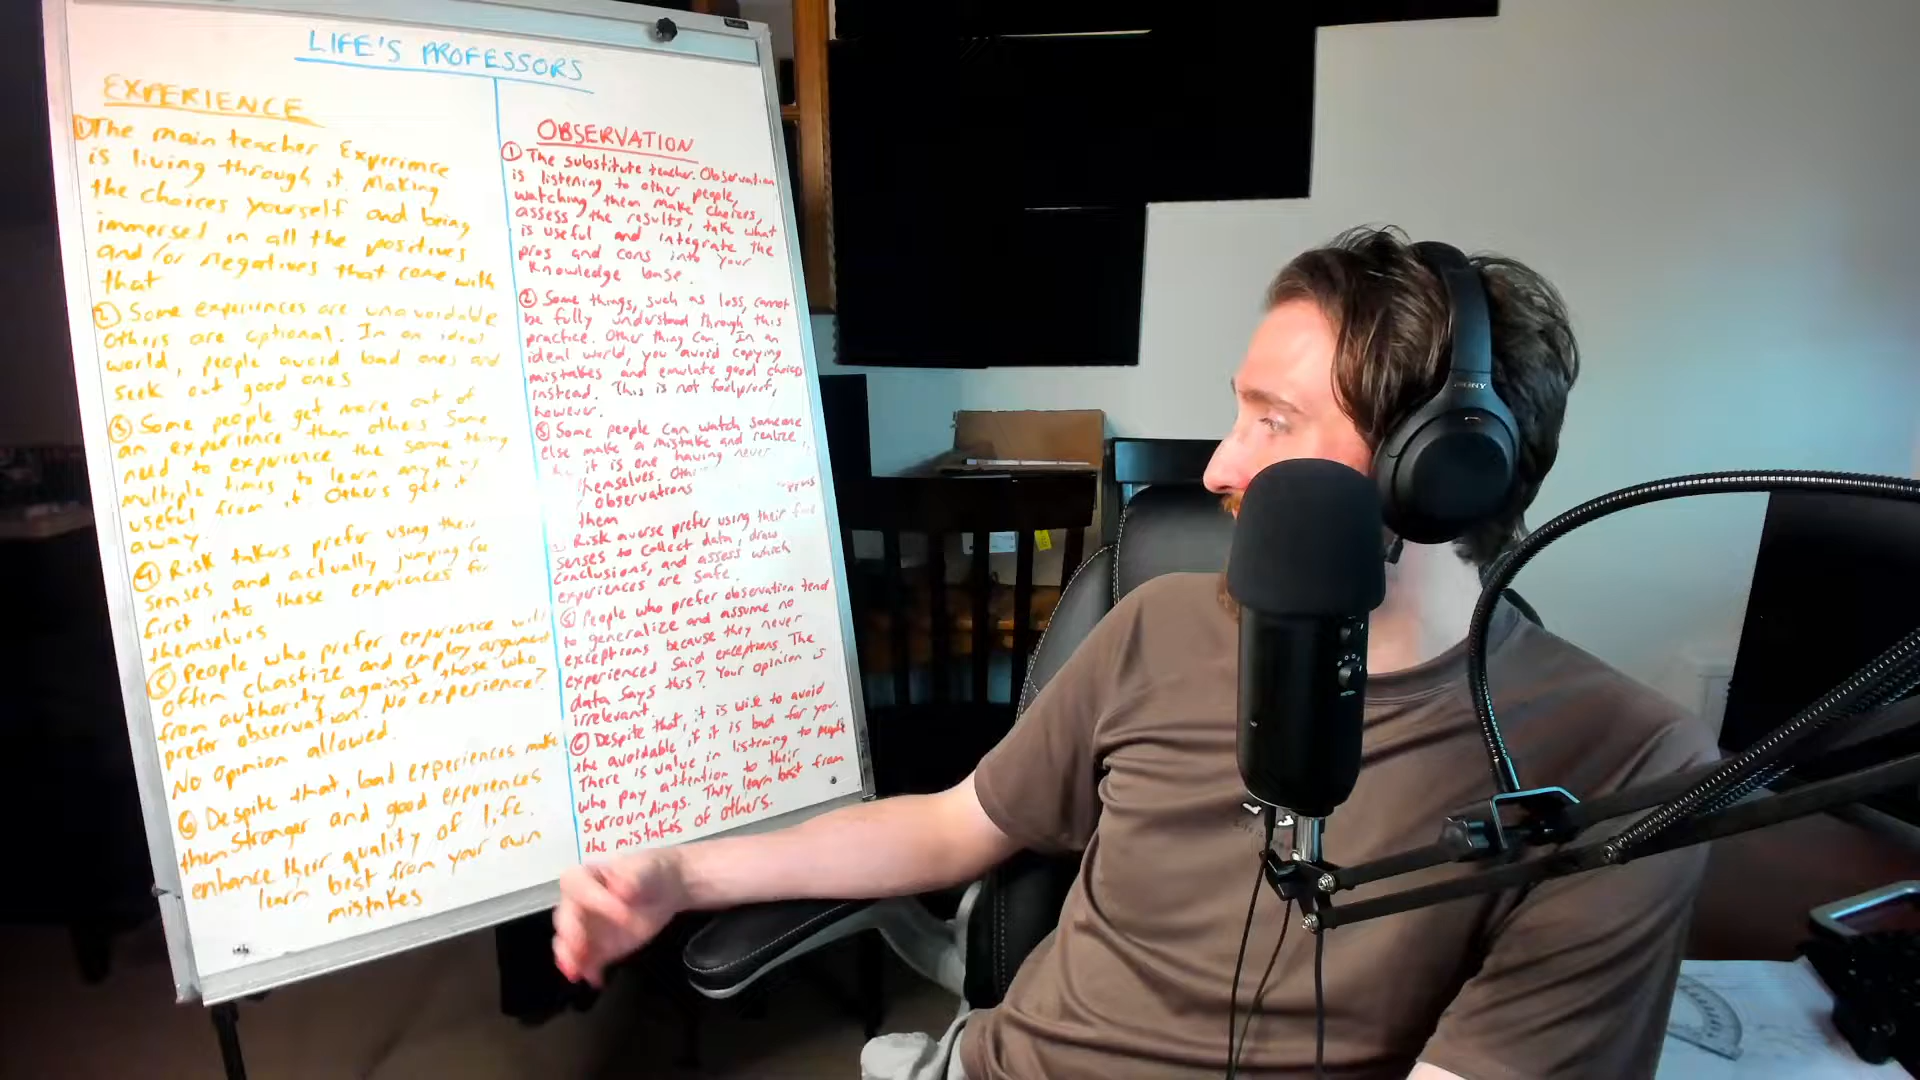 LIFE'S PROFESSORS
EXPERIENCE
① The main teacher Experience
is living through it. Making
the choices yourself and being
immersed in all the positives
and/or negatives that come with
that
② Some experiences are unavoidable
others are optional. In an ideal
world, people avoid bad ones and
seek out good ones
③ Some people get more out of
an experience than others Some
need to experience the same thing
multiple times to learn anything
useful from it. Others get it
away.
④ Risk takers prefer using their
senses and actually jumping
first into these experiences for
themselves
⑤ People who prefer experience will
often chastize and employ argument
from authority against those who
prefer observation. No experience?
No opinion allowed.
⑥ Despite that, bad experiences make
them stronger and good experiences
enhance their quality of life.
learn best from your own
mistakes
OBSERVATION
① The substitute teacher. Observation
is listening to other people,
watching them make choices,
assess the results, take what
is useful and integrate the
pros and cons into your
knowledge base.
② Some things, such as loss, cannot
be fully understood through this
practice. Other thing can. In an
ideal world, you avoid copying
mistakes and emulate good choices
instead. This is not foolproof,
however.
③ Some people can watch someone
else make a mistake and realize
it is one having never
themselves.
observations
them
Risk averse prefer using their five
senses to collect data, draw
conclusions, and assess which
experiences are safe.
⑤ People who prefer observation tend
to generalize and assume no
exceptions because they never
experienced said exceptions. The
data says this? Your opinion is
irrelevant
⑥ Despite that, it is wise to avoid
the avoidable if it is bad for you.
There is value in listening to people
who pay attention to their
surroundings. They learn best from
the mistakes of others.
SONY